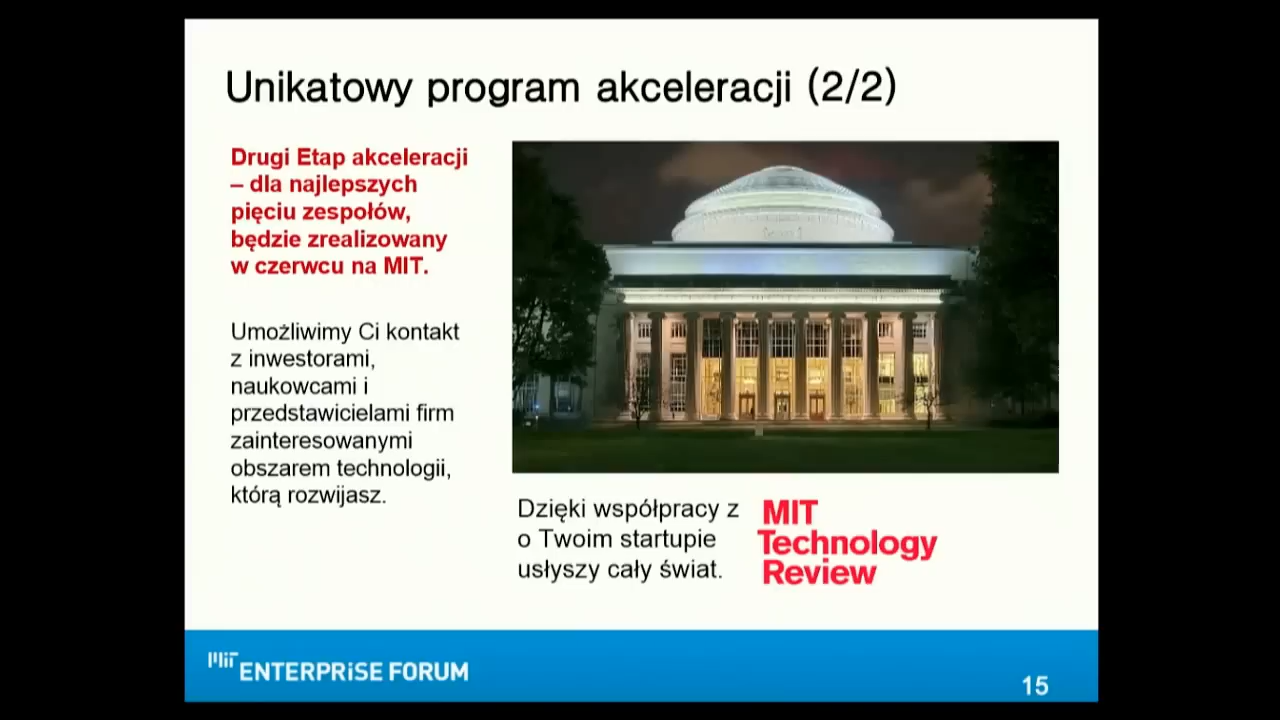 Unikatowy program akceleracji (2/2)
Drugi Etap akceleracji
– dla najlepszych
pięciu zespołów,
będzie zrealizowany
w czerwcu na MIT.
Umożliwimy Ci kontakt
z inwestorami,
naukowcami i
przedstawicielami firm
zainteresowanymi
obszarem technologii,
którą rozwijasz.
Dzięki współpracy z
o Twoim startupie
usłyszy cały świat.
MIT
Technology
Review
MIT ENTERPRISE FORUM
15